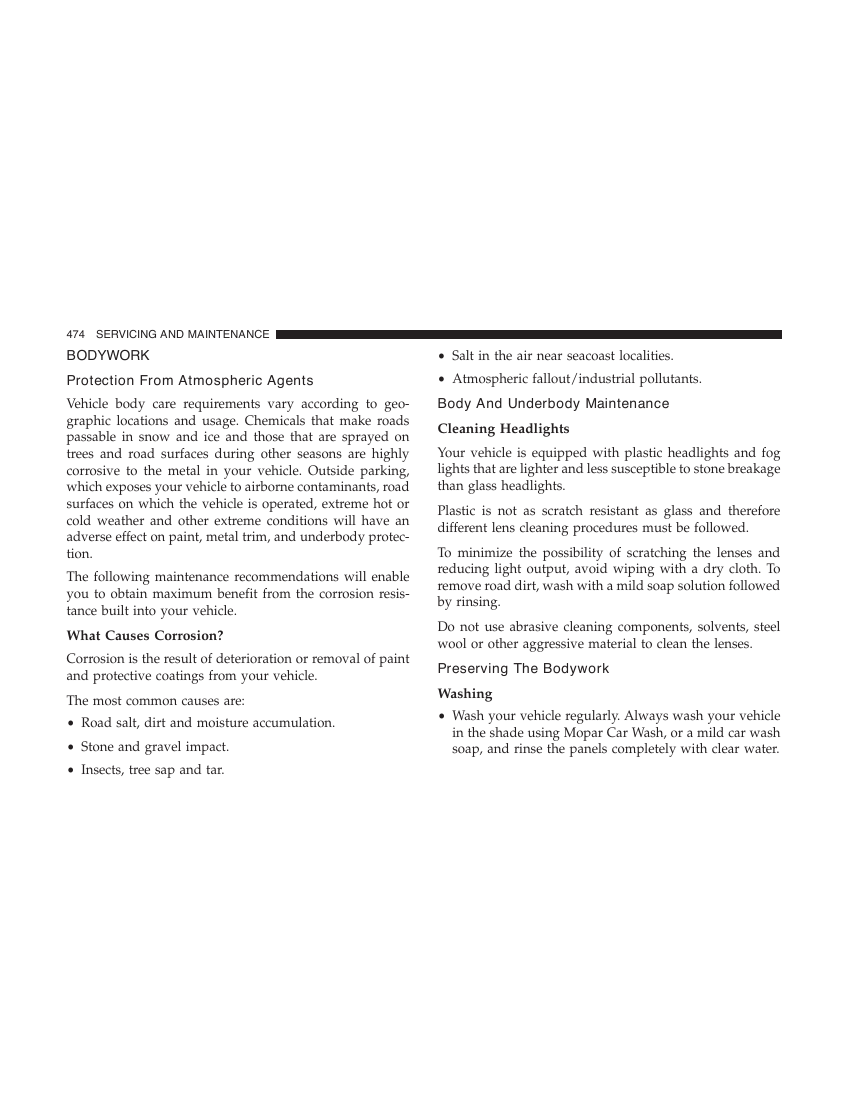 474 SERVICING AND MAINTENANCE
BODYWORK
Protection From Atmospheric Agents
Vehicle body care requirements vary according to geo-
graphic locations and usage. Chemicals that make roads
passable in snow and ice and those that are sprayed on
trees and road surfaces during other seasons are highly
corrosive to the metal in your vehicle. Outside parking,
which exposes your vehicle to airborne contaminants, road
surfaces on which the vehicle is operated, extreme hot or
cold weather and other extreme conditions will have an
adverse effect on paint, metal trim, and underbody protec-
tion.
The following maintenance recommendations will enable
you to obtain maximum benefit from the corrosion resis-
tance built into your vehicle.
What Causes Corrosion?
Corrosion is the result of deterioration or removal of paint
and protective coatings from your vehicle.
The most common causes are:
• Road salt, dirt and moisture accumulation.
• Stone and gravel impact.
• Insects, tree sap and tar.
• Salt in the air near seacoast localities.
• Atmospheric fallout/industrial pollutants.
Body And Underbody Maintenance
Cleaning Headlights
Your vehicle is equipped with plastic headlights and fog
lights that are lighter and less susceptible to stone breakage
than glass headlights.
Plastic is not as scratch resistant as glass and therefore
different lens cleaning procedures must be followed.
To minimize the possibility of scratching the lenses and
reducing light output, avoid wiping with a dry cloth. To
remove road dirt, wash with a mild soap solution followed
by rinsing.
Do not use abrasive cleaning components, solvents, steel
wool or other aggressive material to clean the lenses.
Preserving The Bodywork
Washing
• Wash your vehicle regularly. Always wash your vehicle
in the shade using Mopar Car Wash, or a mild car wash
soap, and rinse the panels completely with clear water.